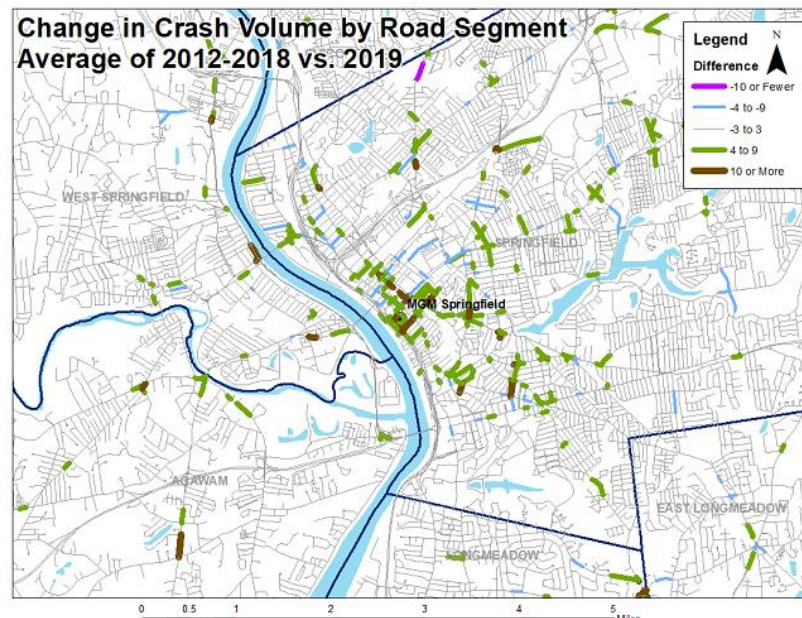 Change in Crash Volume by Road Segment
Average of 2012-2018 vs. 2019
Legend
N
Difference
-10 or Fewer
-4 to -9
-3 to 3
4 to 9
10 or More
WEST SPRINGFIELD
SPRINGFIELD
MGM Springfield
AGAWAM
EAST LONGMEADOW
LONGMEADOW
0 0.5 1 2 3 4 5
Miles